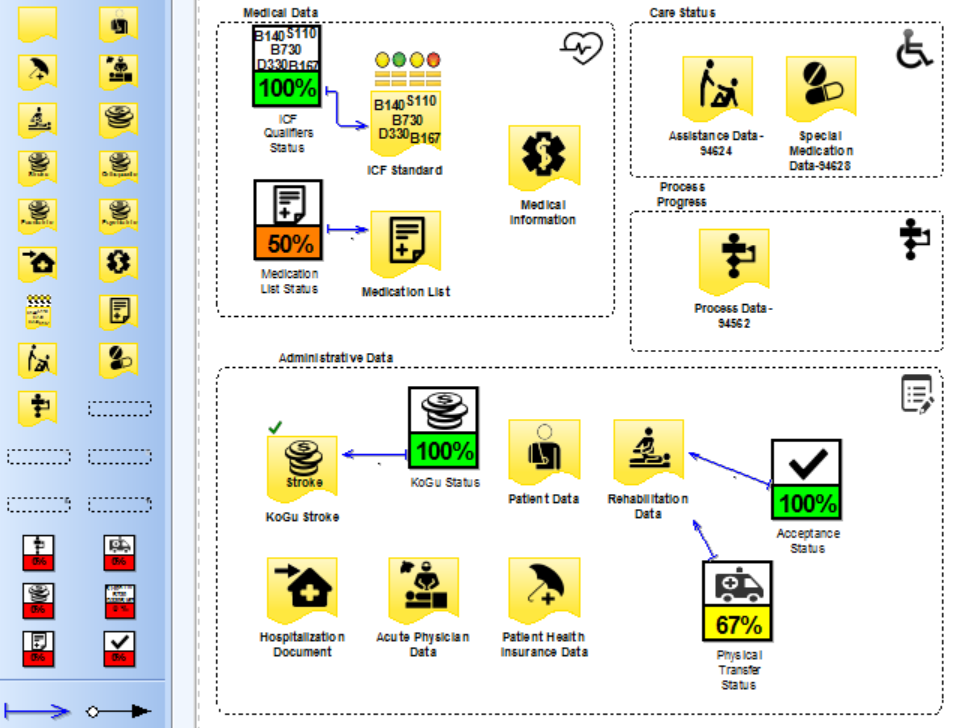 Medical Data
B140 S110
B730
D330 B167
100%
ICF
Qualifiers
Status
B140 S110
B730
D330 B167
ICF Standard
50%
Medication
List Status
Medication List
Medical
Information
Care Status
Assistance Data-
94624
Special
Medication
Data-94628
Process
Progress
Process Data-
94562
Administrative Data
Stroke
KoGu Stroke
100%
KoGu Status
Patient Data
Rehabilitation
Data
100%
Acceptance
Status
Hospitalization
Document
Acute Physician
Data
Patient Health
Insurance Data
67%
Physical
Transfer
Status
Stroke
0%
0%
0%
0%
0%
0%